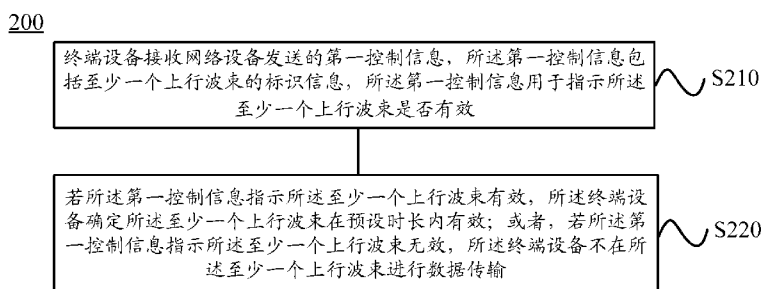 200
终端设备接收网络设备发送的第一控制信息，所述第一控制信息包
括至少一个上行波束的标识信息，所述第一控制信息用于指示所述
至少一个上行波束是否有效
S210
若所述第一控制信息指示所述至少一个上行波束有效，所述终端设
备确定所述至少一个上行波束在预设时长内有效；或者，若所述第
一控制信息指示所述至少一个上行波束无效，所述终端设备不在所
述至少一个上行波束进行数据传输
S220